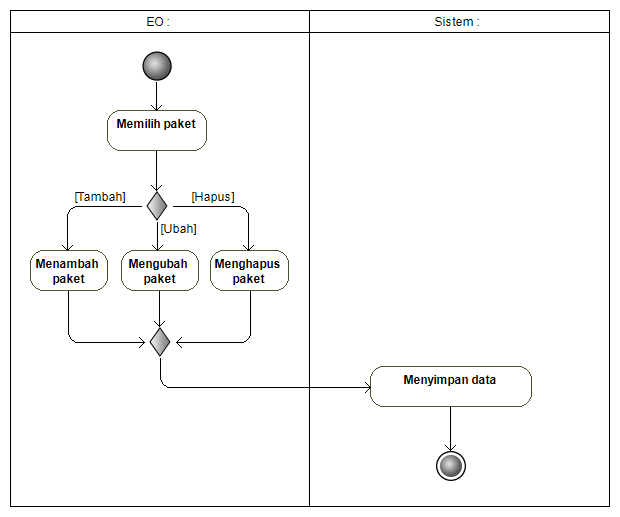 EO :
Sistem :
Memilih paket
[Tambah]
[Hapus]
[Ubah]
Menambah
paket
Mengubah
paket
Menghapus
paket
Menyimpan data